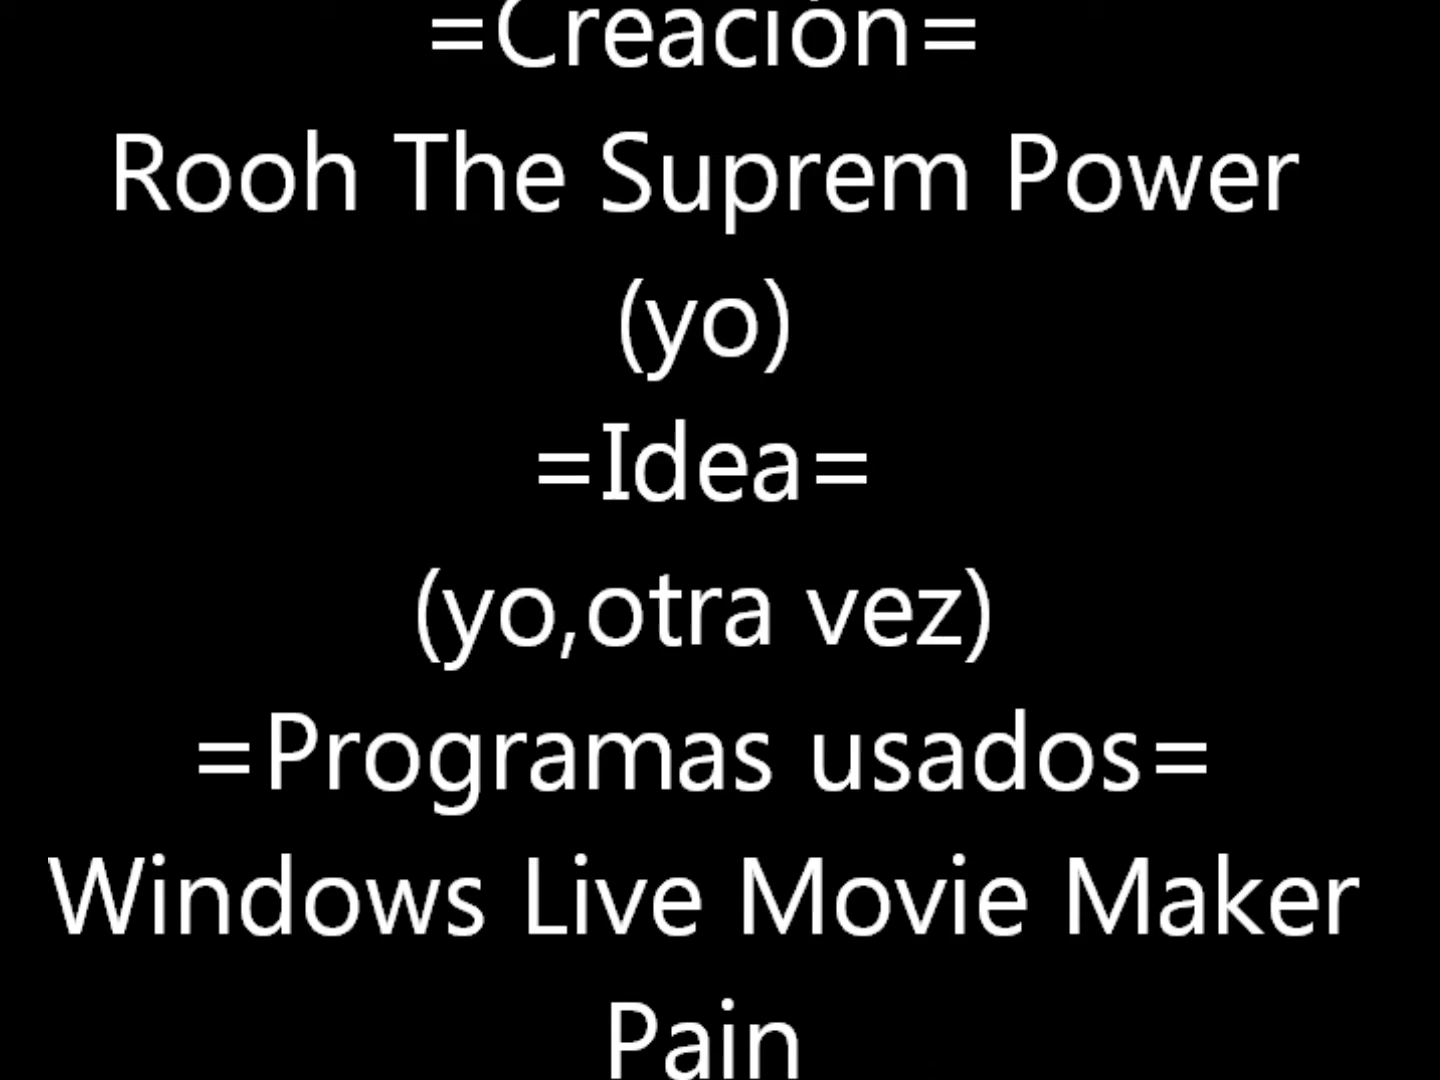 =Creación=
Rooh The Suprem Power
(yo)
=Idea=
(yo,otra vez)
=Programas usados=
Windows Live Movie Maker
Pain